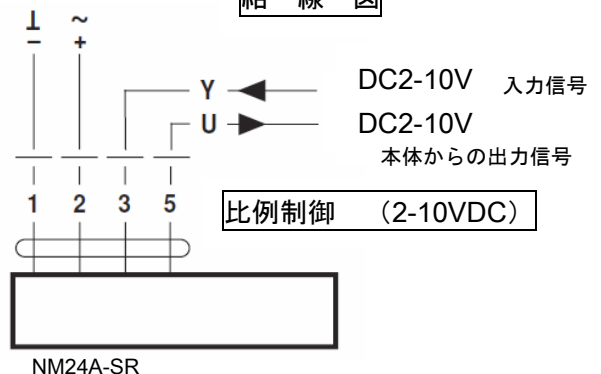 結 線 図
⊥ ~
− +
Y DC2-10V 入力信号
U DC2-10V
本体からの出力信号
1 2 3 5
比例制御 （2-10VDC）
NM24A-SR